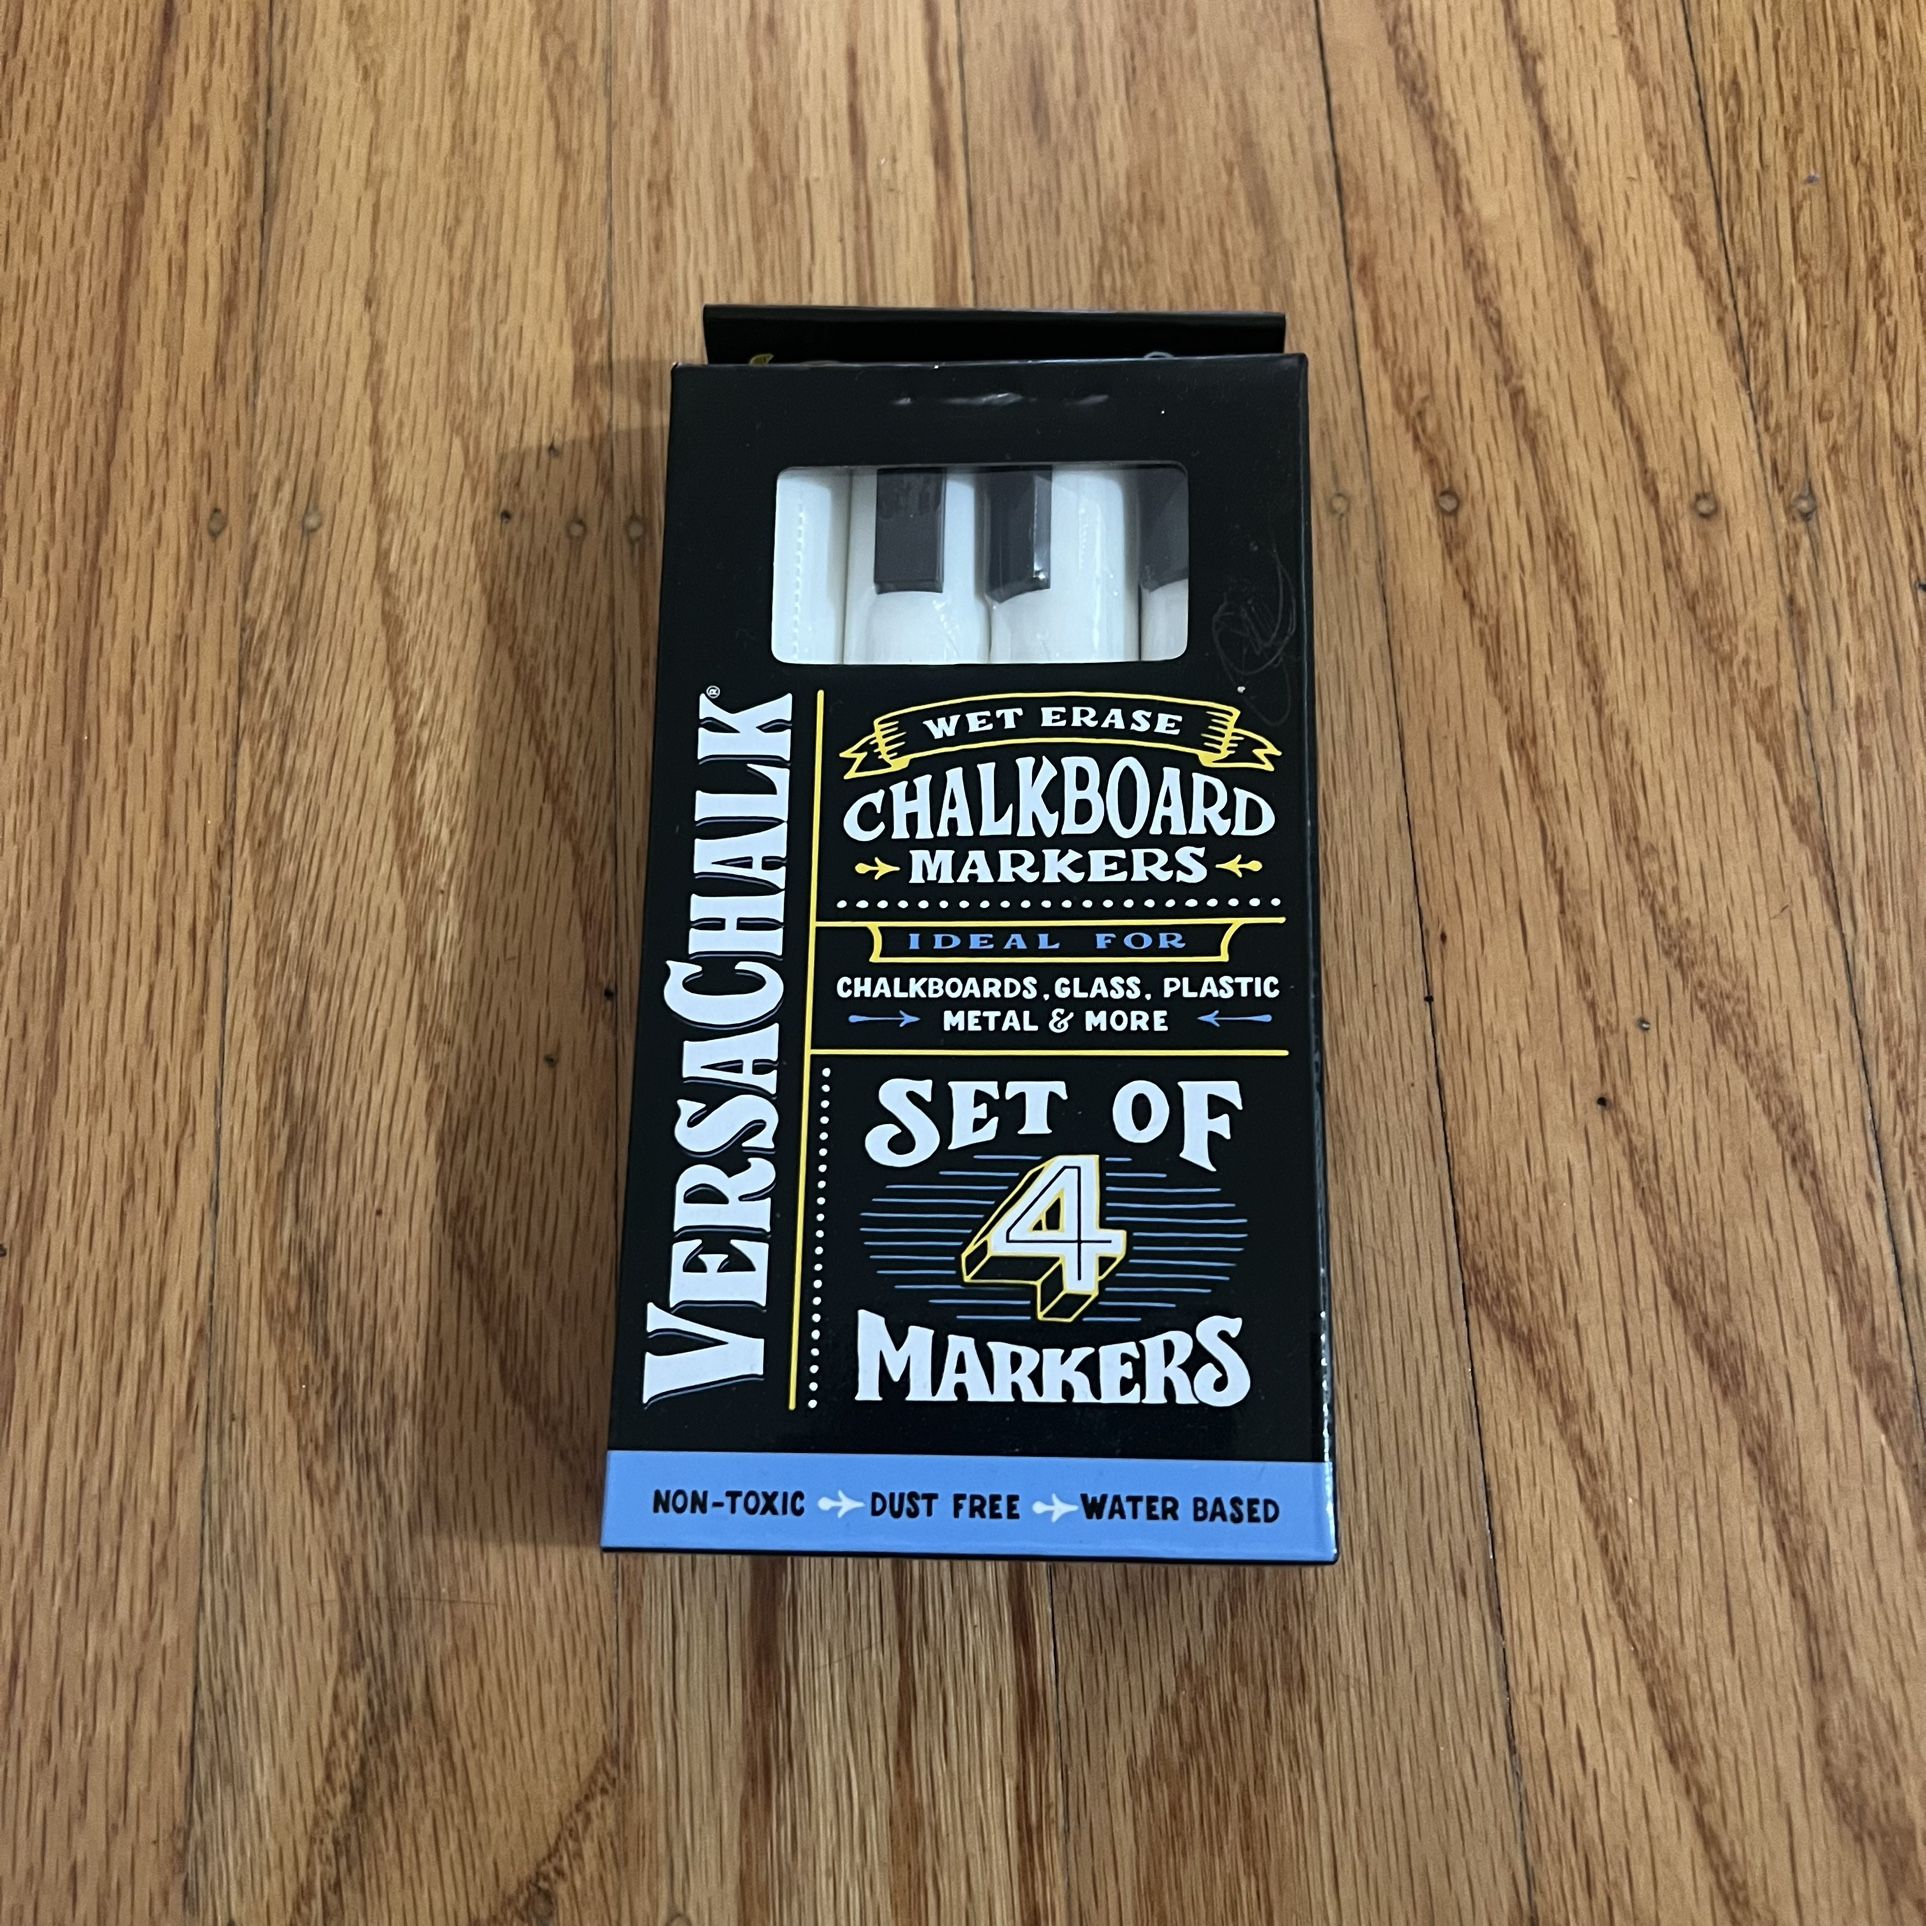 VERSACHALK®
WET ERASE
CHALKBOARD
MARKERS
IDEAL FOR
CHALKBOARDS, GLASS, PLASTIC
METAL & MORE
SET OF
4
MARKERS
NON-TOXIC DUST FREE WATER BASED